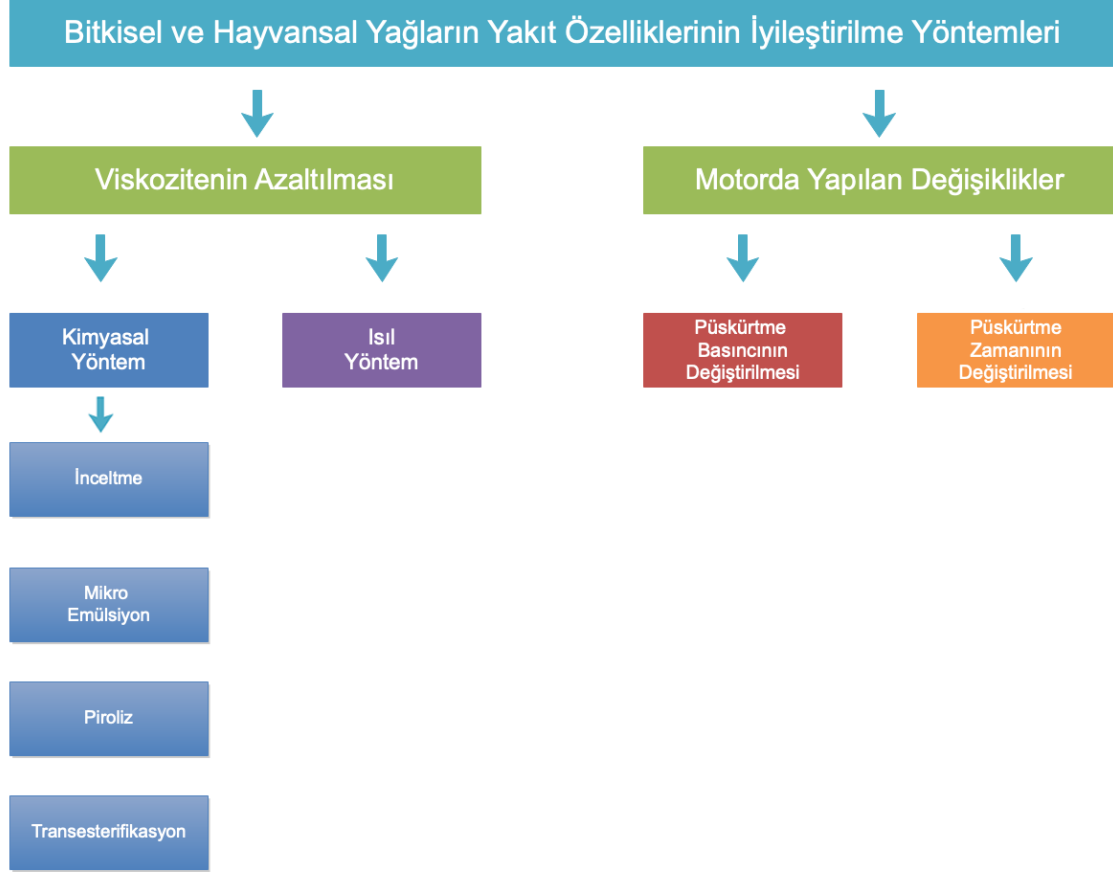 Bitkisel ve Hayvansal Yağların Yakıt Özelliklerinin İyileştirilme Yöntemleri
Viskozitenin Azaltılması
Motorda Yapılan Değişiklikler
Kimyasal
Yöntem
Isıl
Yöntem
Püskürtme
Basıncının
Değiştirilmesi
Püskürtme
Zamanının
Değiştirilmesi
İnceltme
Mikro
Emülsiyon
Piroliz
Transesterifikasyon